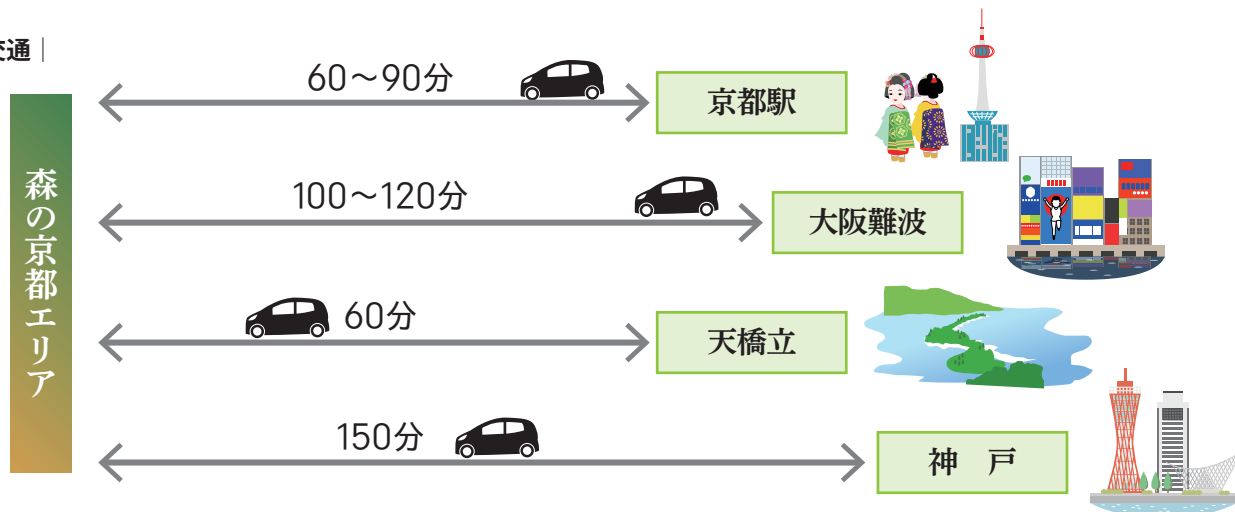 交通
60〜90分
京都駅
100〜120分
大阪難波
森の京都エリア
60分
天橋立
150分
神　戸